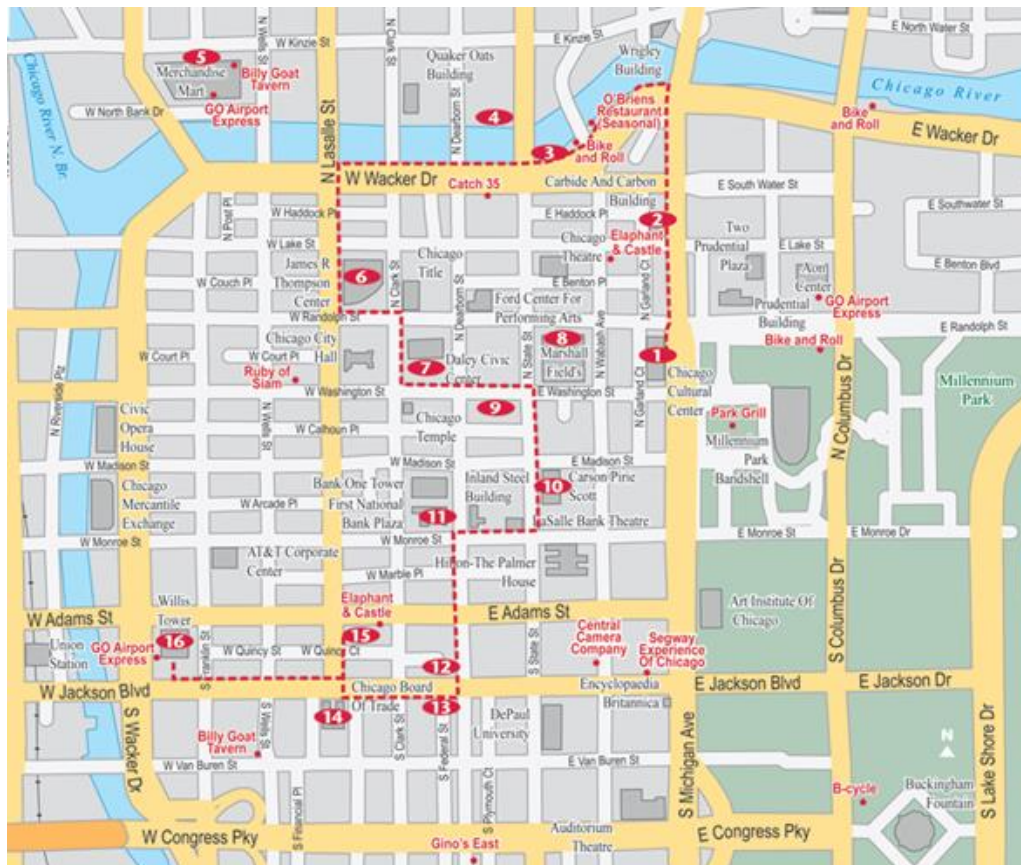 W Kinzie St
N Wells St
N Clark St
Quaker Oats
Building
E Kinzie St
Wrigley
Building
E North Water St
5
Merchandise
Mart
Billy Goat
Tavern
GO Airport
Express
W North Bank Dr
Chicago River N. Br.
N Lasalle St
N Dearborn St
4
3
O'Briens
Restaurant
(Seasonal)
Bike
and Roll
Chicago River
Bike
and Roll
E Wacker Dr
W Wacker Dr
Catch 35
Carbide And Carbon
Building
E South Water St
N Post Pl
W Haddock Pl
E Haddock Pl
2
E Southwater St
W Lake St
Chicago
Theatre
Elaphant
& Castle
Two
Prudential
Plaza
E Lake St
Aon
Center
E Benton Blvd
W Couch Pl
James R
Thompson
Center
6
N Clark St
Chicago
Title
N Dearborn St
E Benton Pl
N Garland Ct
GO Airport
Express
W Randolph St
Ford Center For
Performing Arts
Prudential
Building
E Randolph St
Chicago City
Hall
W Court Pl
W Court Pl
Ruby of
Siam
7
Daley Civic
Center
N State St
8
Marshall
Field's
N Wabash Ave
1
Bike and Roll
W Washington St
E Washington St
N Garland Ct
Chicago
Cultural
Center
N Riverside Plz
Civic
Opera
House
N Wells St
W Calhoun Pl
Chicago
Temple
9
Park Grill
Millennium
Park
Bandshell
N Columbus Dr
Millennium
Park
W Madison St
W Madison St
E Madison St
Chicago
Mercantile
Exchange
W Arcade Pl
Bank One Tower
First National
Bank Plaza
11
Inland Steel
Building
10
Carson Pirie
Scott
LaSalle Bank Theatre
W Monroe St
W Monroe St
E Monroe St
E Monroe Dr
AT&T Corporate
Center
W Marble Pl
Hilton-The Palmer
House
W Adams St
Willis
Tower
Elaphant
& Castle
E Adams St
Art Institute Of
Chicago
S Columbus Dr
Union
Station
GO Airport
Express
16
S Franklin St
W Quincy St
W Quincy Ct
15
12
S State St
Central
Camera
Company
Segway
Experience
Of Chicago
W Jackson Blvd
Chicago Board
Of Trade
13
14
Encyclopaedia
Britannica
E Jackson Blvd
E Jackson Dr
S Wacker Dr
Billy Goat
Tavern
S Wells St
S Clark St
S Federal St
DePaul
University
S Michigan Ave
N
S Lake Shore Dr
W Van Buren St
E Van Buren St
S Financial Pl
S Plymouth Ct
B-cycle
Buckingham
Fountain
W Congress Pky
Auditorium
Theatre
E Congress Pky
Gino's East